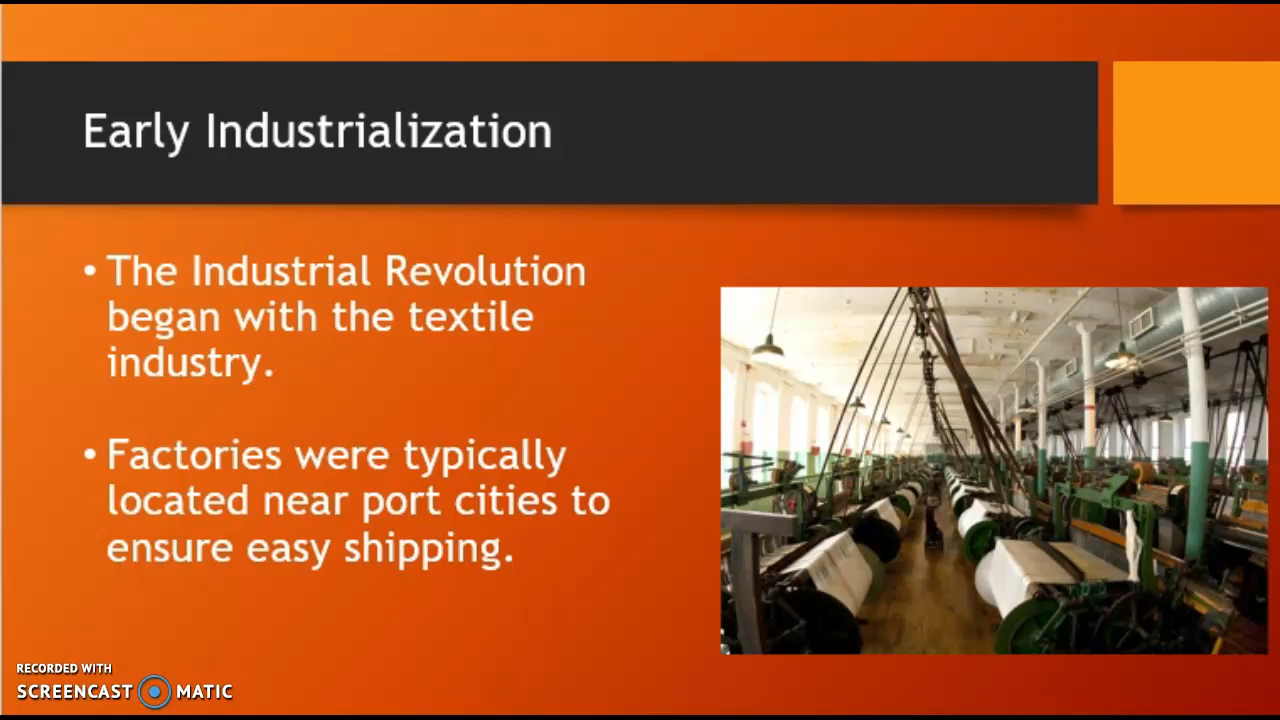 Early Industrialization
• The Industrial Revolution
began with the textile
industry.
• Factories were typically
located near port cities to
ensure easy shipping.
RECORDED WITH
SCREENCAST MATIC